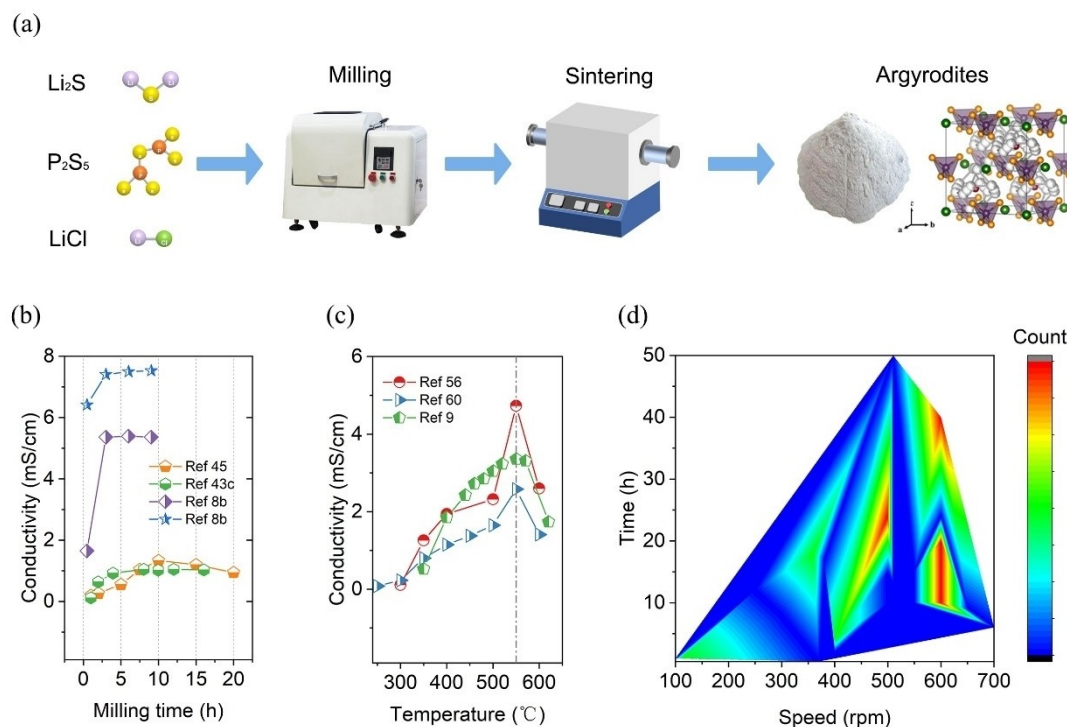 (a)
Milling
Sintering
Argyrodites
Li₂S
P₂S₅
LiCl
c
a
b
(b)
8
6
4
2
0
Conductivity (mS/cm)
Ref 45
Ref 43c
Ref 8b
Ref 8b
0 5 10 15 20
Milling time (h)
(c)
6
4
2
0
Conductivity (mS/cm)
Ref 56
Ref 60
Ref 9
300 400 500 600
Temperature (℃)
(d)
Count
50
40
30
20
10
Time (h)
100 200 300 400 500 600 700
Speed (rpm)